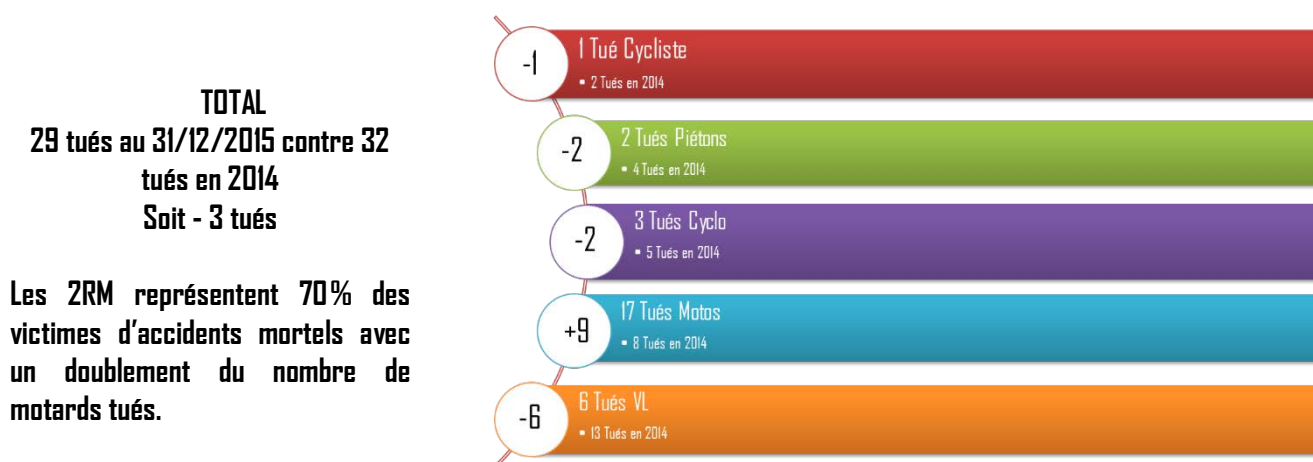 TOTAL
29 tués au 31/12/2015 contre 32
tués en 2014
Soit - 3 tués
Les 2RM représentent 70% des
victimes d'accidents mortels avec
un doublement du nombre de
motards tués.
-1
1 Tué Cycliste
• 2 Tués en 2014
-2
2 Tués Piétons
• 4 Tués en 2014
-2
3 Tués Cyclo
• 5 Tués en 2014
+9
17 Tués Motos
• 8 Tués en 2014
-6
6 Tués VL
• 13 Tués en 2014